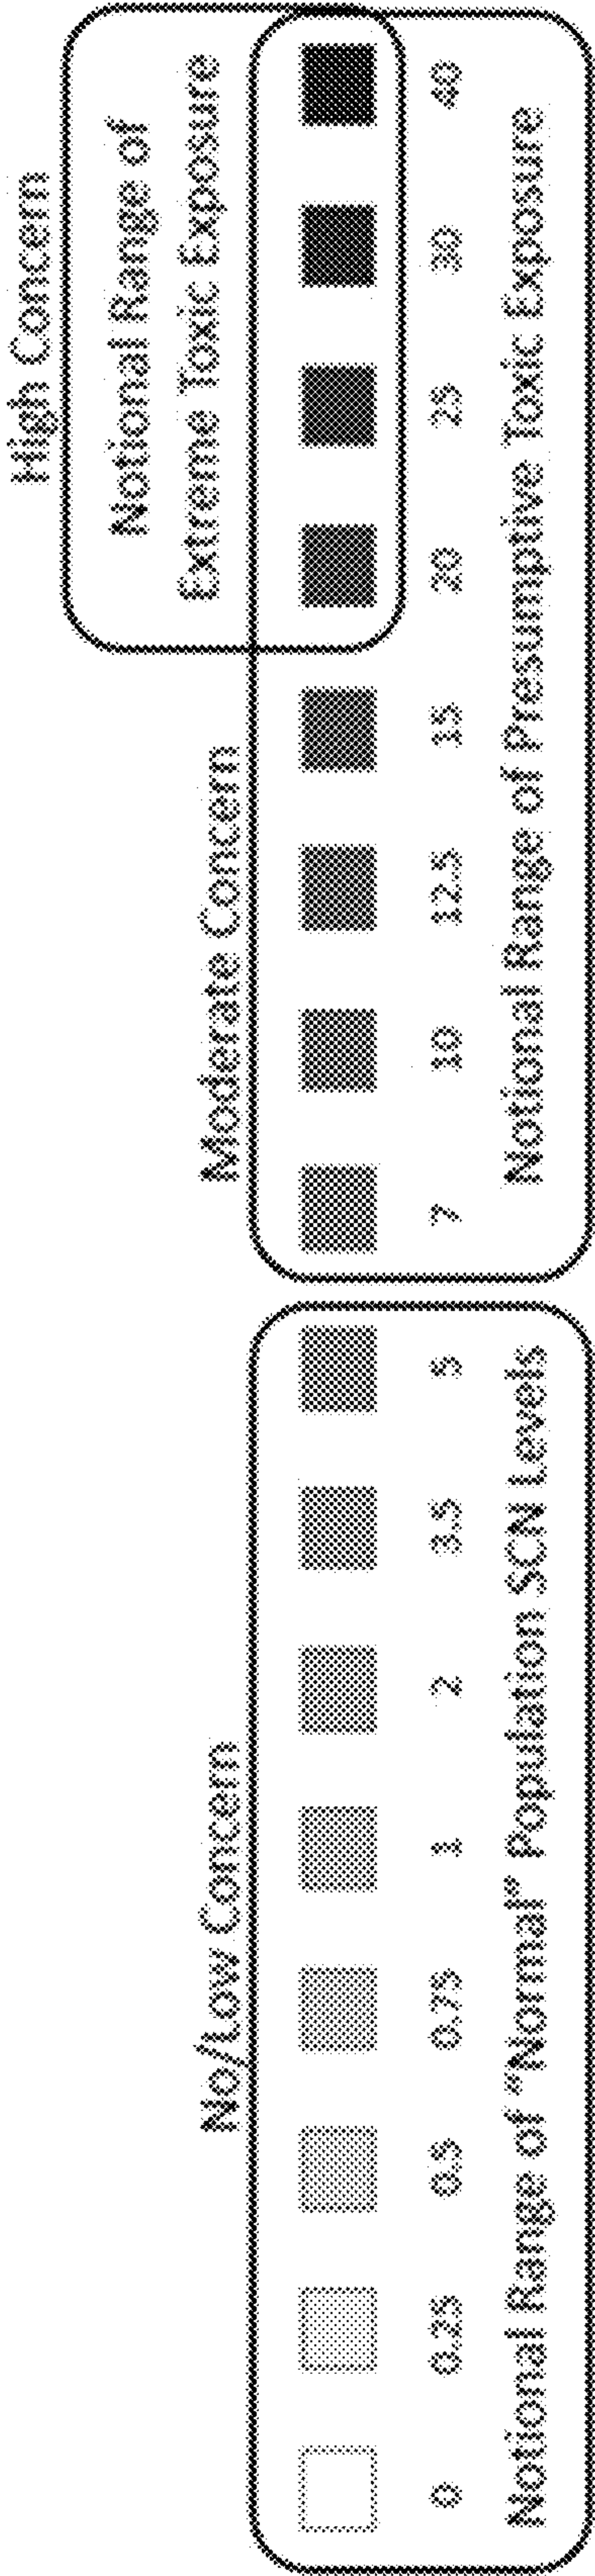 High Concern
Notional Range of
Extreme Toxic Exposure
No/Low Concern
Moderate Concern
0 0.25 0.5 0.75 1 2 3.5 5 7 10 12.5 15 20 25 30 40
Notional Range of “Normal” Population SCN Levels
Notional Range of Presumptive Toxic Exposure